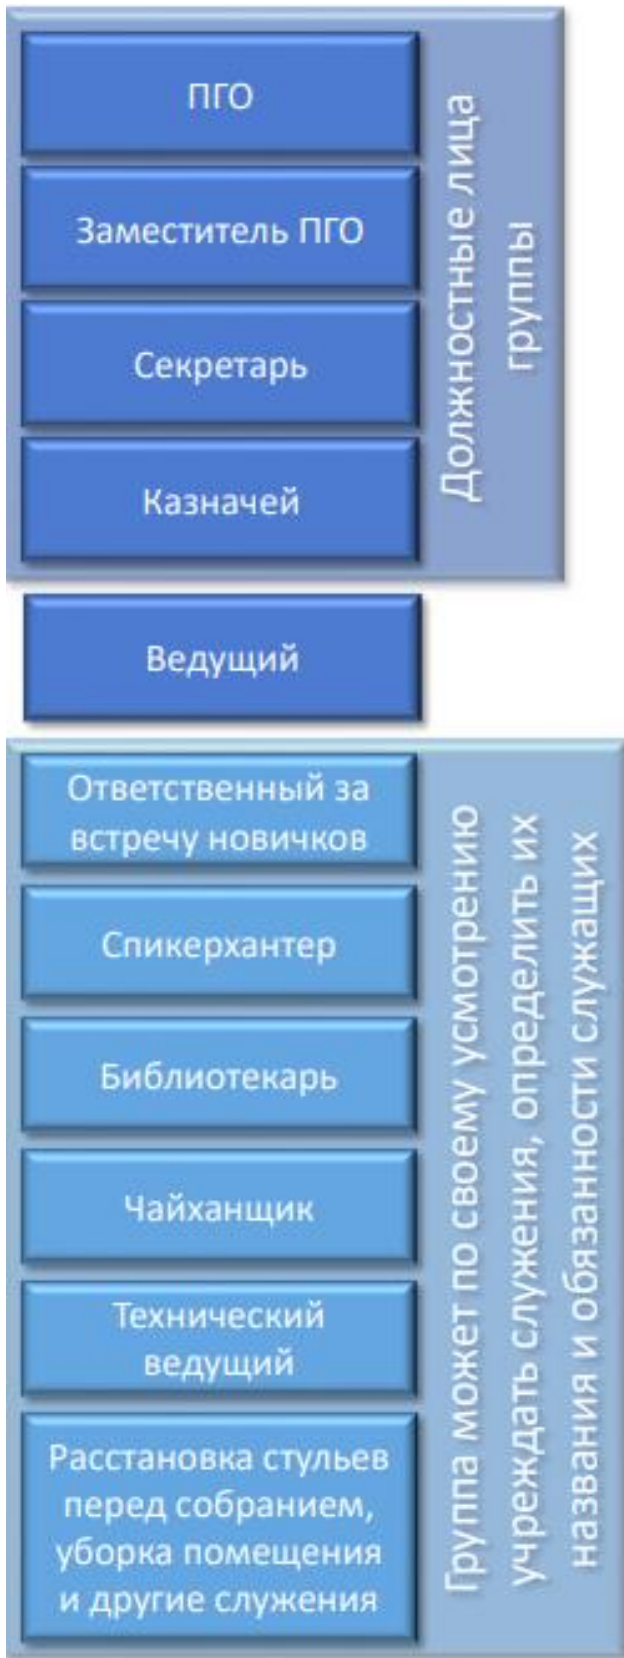 ПГО
Заместитель ПГО
Секретарь
Казначей
Должностные лица
группы
Ведущий
Ответственный за
встречу новичков
Спикерхантер
Библиотекарь
Чайханщик
Технический
ведущий
Расстановка стульев
перед собранием,
уборка помещения
и другие служения
Группа может по своему усмотрению
учреждать служения, определить их
названия и обязанности служащих